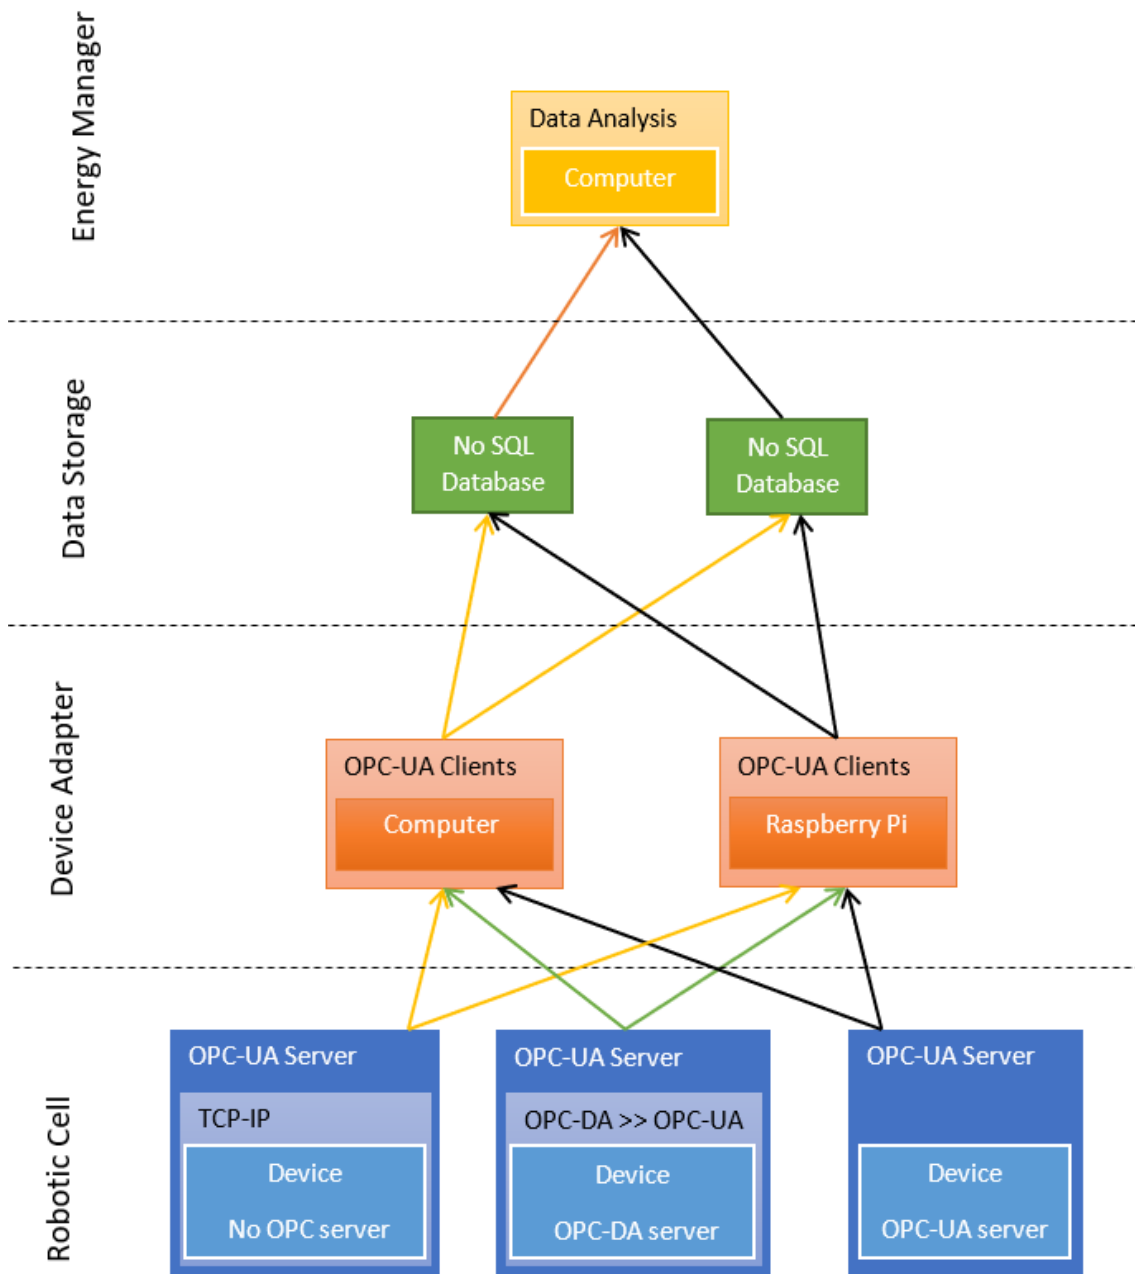 Energy Manager
Data Analysis
Computer
Data Storage
No SQL
Database
No SQL
Database
Device Adapter
OPC-UA Clients
Computer
OPC-UA Clients
Raspberry Pi
Robotic Cell
OPC-UA Server
TCP-IP
Device
No OPC server
OPC-UA Server
OPC-DA >> OPC-UA
Device
OPC-DA server
OPC-UA Server
Device
OPC-UA server